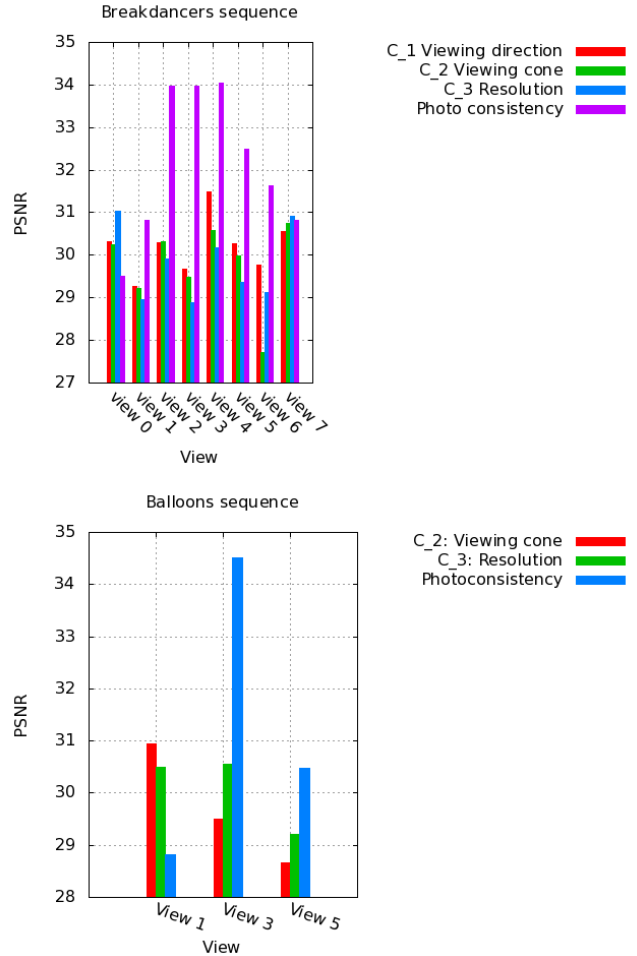 Breakdancers sequence
C_1 Viewing direction
C_2 Viewing cone
C_3 Resolution
Photo consistency
PSNR
35
34
33
32
31
30
29
28
27
view 0
view 1
view 2
view 3
view 4
view 5
view 6
view 7
View
Balloons sequence
C_2: Viewing cone
C_3: Resolution
Photoconsistency
PSNR
35
34
33
32
31
30
29
28
View 1
View 3
View 5
View